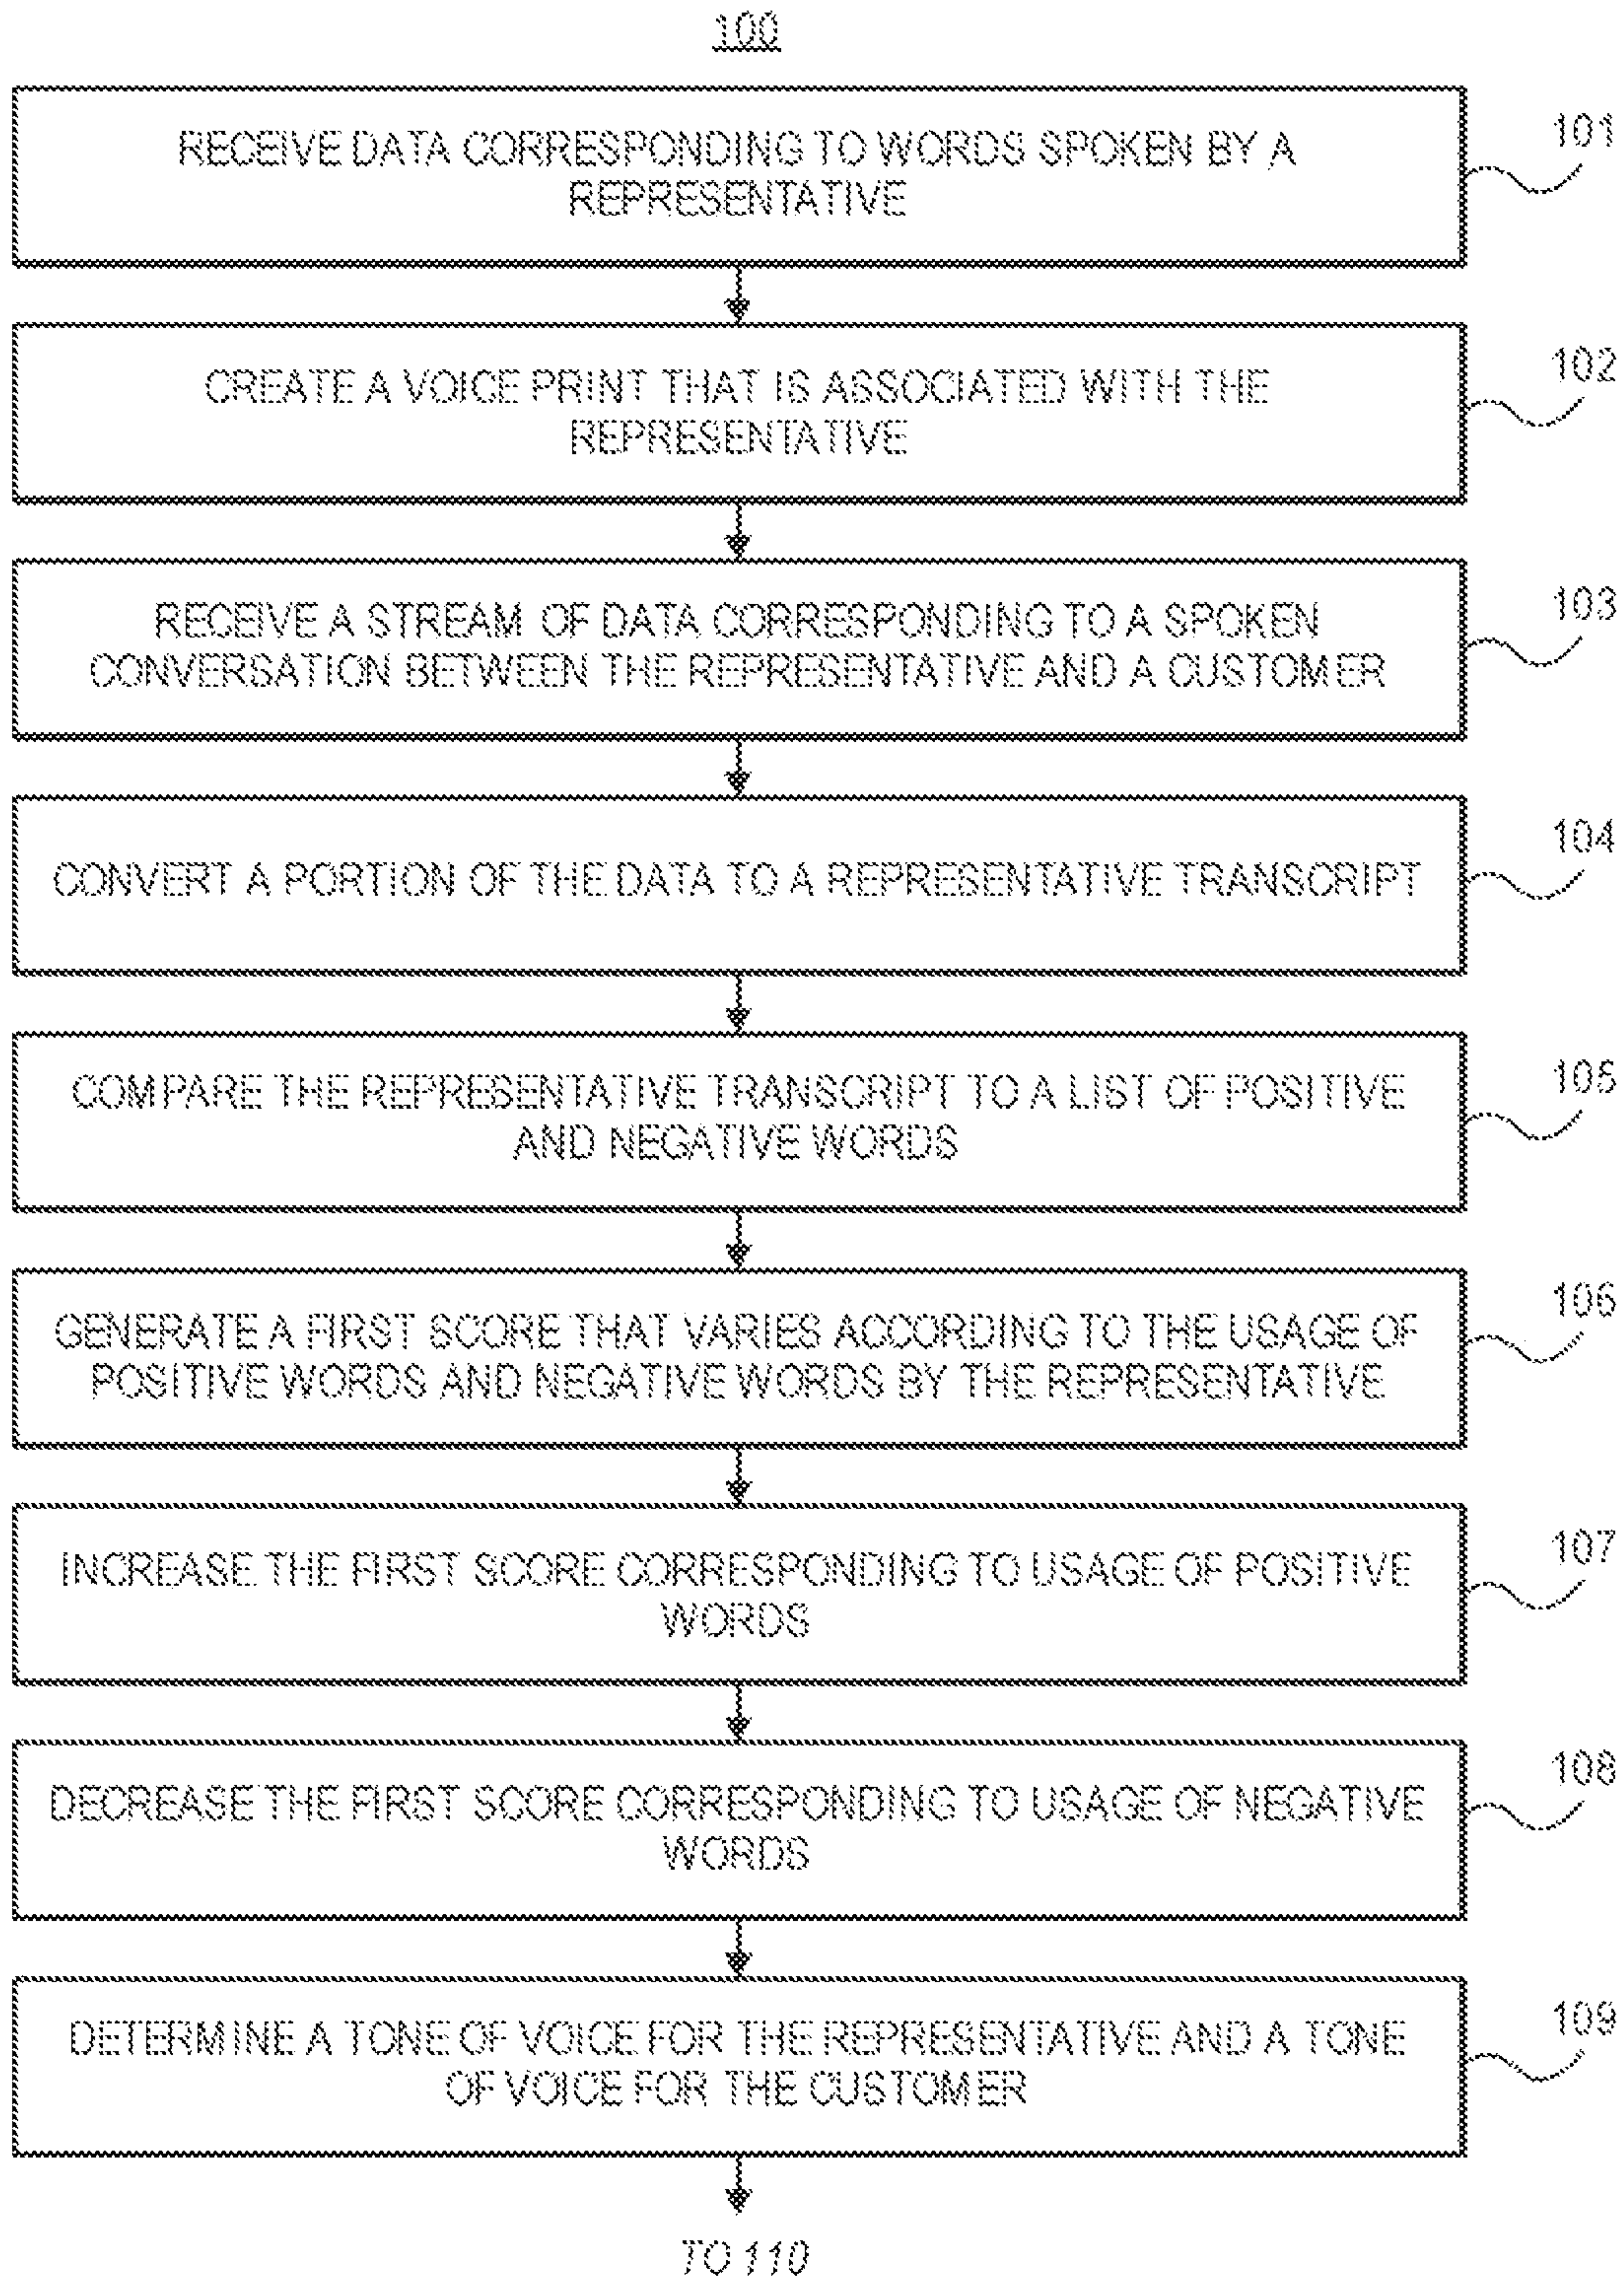 100
RECEIVE DATA CORRESPONDING TO WORDS SPOKEN BY A
REPRESENTATIVE
101
CREATE A VOICE PRINT THAT IS ASSOCIATED WITH THE
REPRESENTATIVE
102
RECEIVE A STREAM OF DATA CORRESPONDING TO A SPOKEN
CONVERSATION BETWEEN THE REPRESENTATIVE AND A CUSTOMER
103
CONVERT A PORTION OF THE DATA TO A REPRESENTATIVE TRANSCRIPT
104
COMPARE THE REPRESENTATIVE TRANSCRIPT TO A LIST OF POSITIVE
AND NEGATIVE WORDS
105
GENERATE A FIRST SCORE THAT VARIES ACCORDING TO THE USAGE OF
POSITIVE WORDS AND NEGATIVE WORDS BY THE REPRESENTATIVE
106
INCREASE THE FIRST SCORE CORRESPONDING TO USAGE OF POSITIVE
WORDS
107
DECREASE THE FIRST SCORE CORRESPONDING TO USAGE OF NEGATIVE
WORDS
108
DETERMINE A TONE OF VOICE FOR THE REPRESENTATIVE AND A TONE
OF VOICE FOR THE CUSTOMER
109
TO 110